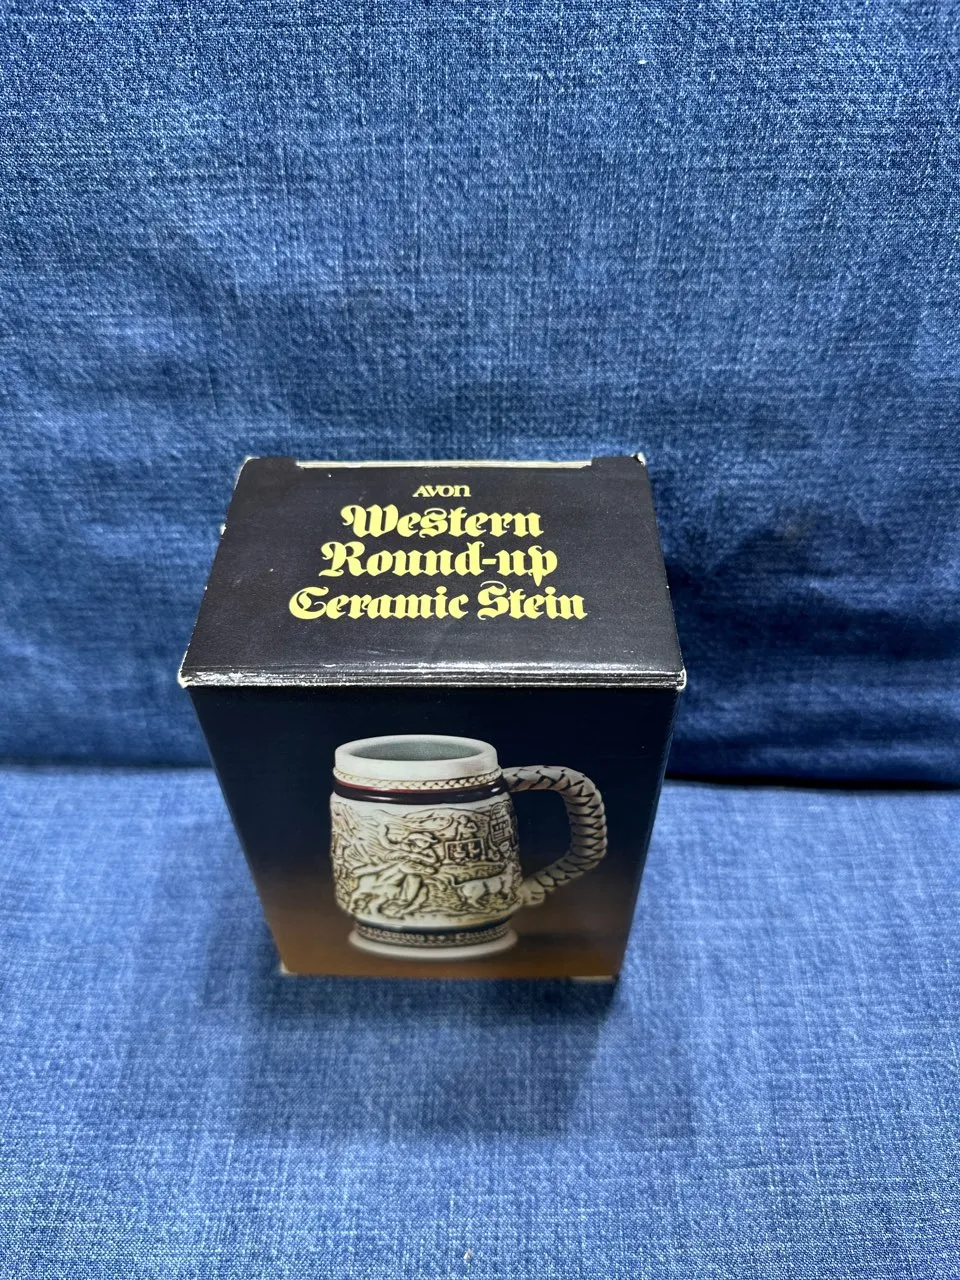 AVON
Western
Round-up
Ceramic Stein